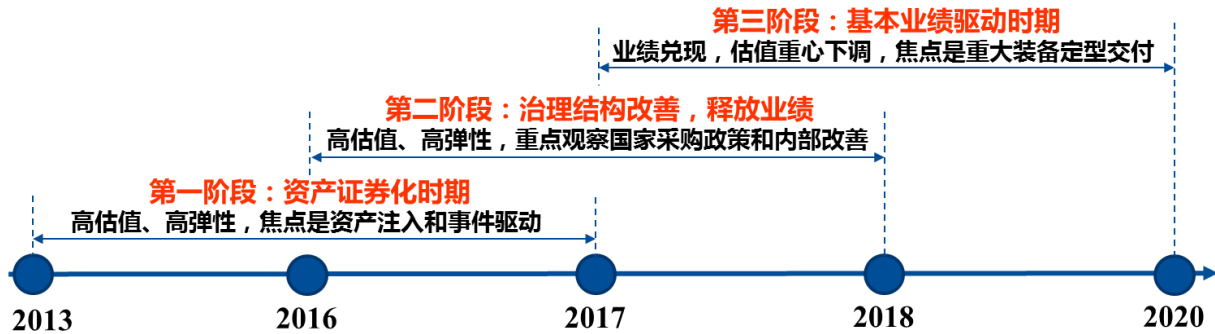 第三阶段：基本业绩驱动时期
业绩兑现，估值重心下调，焦点是重大装备定型交付
第二阶段：治理结构改善，释放业绩
高估值、高弹性，重点观察国家采购政策和内部改善
第一阶段：资产证券化时期
高估值、高弹性，焦点是资产注入和事件驱动
2013 2016 2017 2018 2020